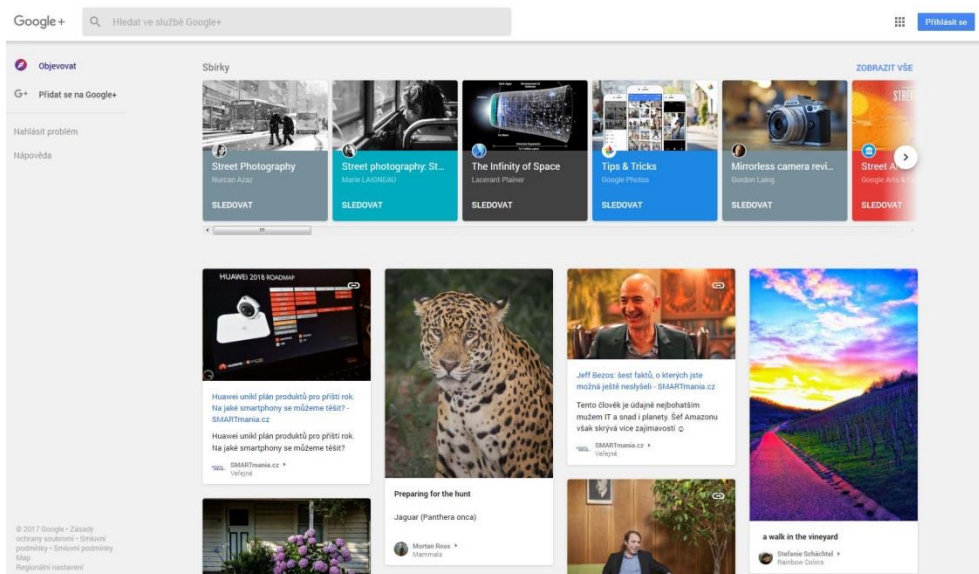 Google+
Hledat ve službě Google+
Přihlásit se
Objevovat
G+ Přidat se na Google+
Nahlásit problém
Nápověda
Sbírky
ZOBRAZIT VŠE
Street Photography
Nurcan Azaz
SLEDOVAT
Street photography: St...
Marie LAIGNEAU
SLEDOVAT
The Infinity of Space
Lacerant Plainer
SLEDOVAT
Tips & Tricks
Google Photos
SLEDOVAT
Mirrorless camera revi...
Gordon Laing
SLEDOVAT
Street A
Google Arts &
SLEDOVAT
HUAWEI 2018 ROADMAP
Huawei unikl plán produktů pro příští rok.
Na jaké smartphony se můžeme těšit? -
SMARTmania.cz
Huawei unikl plán produktů pro příští rok.
Na jaké smartphony se můžeme těšit?
SMARTmania.cz
Veřejné
Preparing for the hunt
Jaguar (Panthera onca)
Morten Ross
Mammals
Jeff Bezos: šest faktů, o kterých jste
možná ještě neslyšeli - SMARTmania.cz
Tento člověk je údajně nejbohatším
mužem IT a snad i planety. Šéf Amazonu
však skrývá více zajímavostí ☺
SMARTmania.cz
Veřejné
a walk in the vineyard
Stefanie Schächtel
Rainbow Colors
© 2017 Google • Zásady
ochrany soukromí • Smluvní
podmínky • Smluvní podmínky
Map
Regionální nastavení